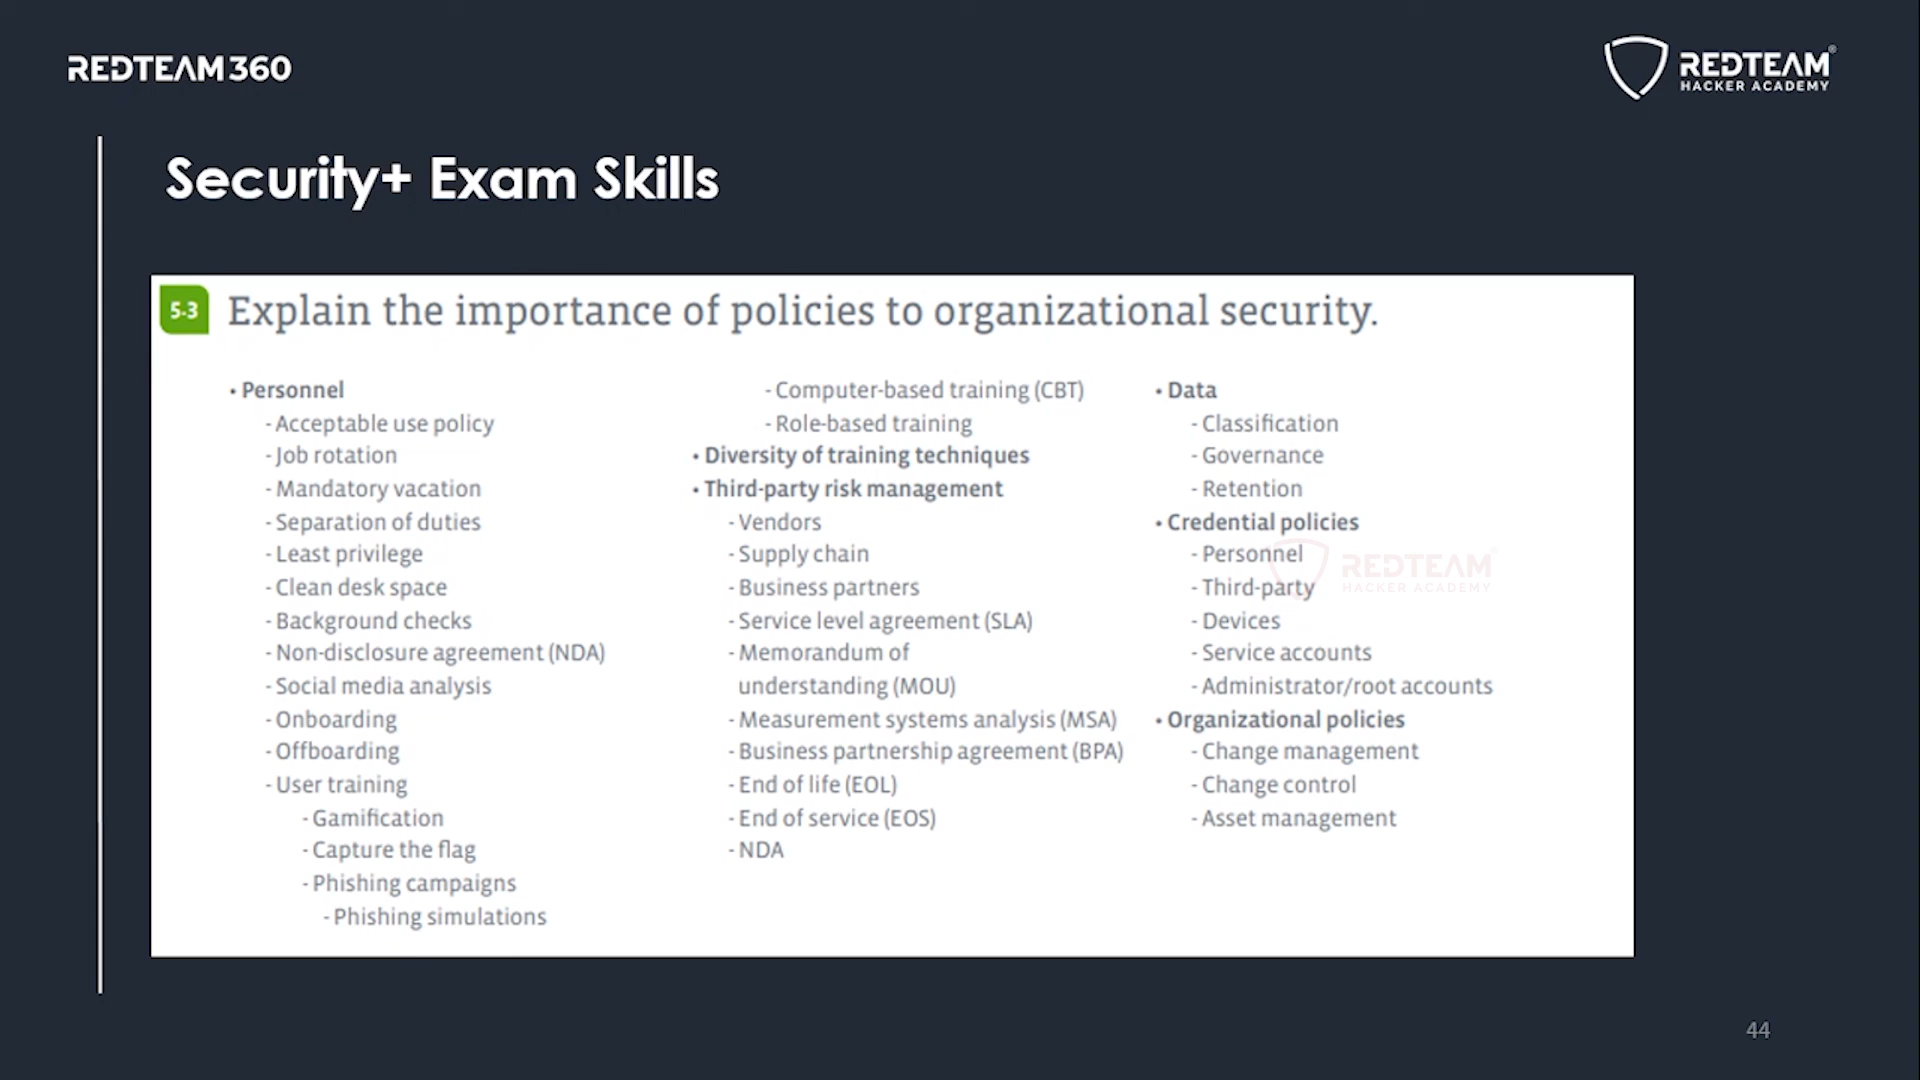 REDTEAM 360
REDTEAM®
HACKER ACADEMY
Security+ Exam Skills
5-3 Explain the importance of policies to organizational security.
• Personnel
- Acceptable use policy
- Job rotation
- Mandatory vacation
- Separation of duties
- Least privilege
- Clean desk space
- Background checks
- Non-disclosure agreement (NDA)
- Social media analysis
- Onboarding
- Offboarding
- User training
- Gamification
- Capture the flag
- Phishing campaigns
- Phishing simulations
- Computer-based training (CBT)
- Role-based training
• Diversity of training techniques
• Third-party risk management
- Vendors
- Supply chain
- Business partners
- Service level agreement (SLA)
- Memorandum of
understanding (MOU)
- Measurement systems analysis (MSA)
- Business partnership agreement (BPA)
- End of life (EOL)
- End of service (EOS)
- NDA
• Data
- Classification
- Governance
- Retention
• Credential policies
- Personnel
- Third-party
- Devices
- Service accounts
- Administrator/root accounts
• Organizational policies
- Change management
- Change control
- Asset management
REDTEAM
HACKER ACADEMY
44